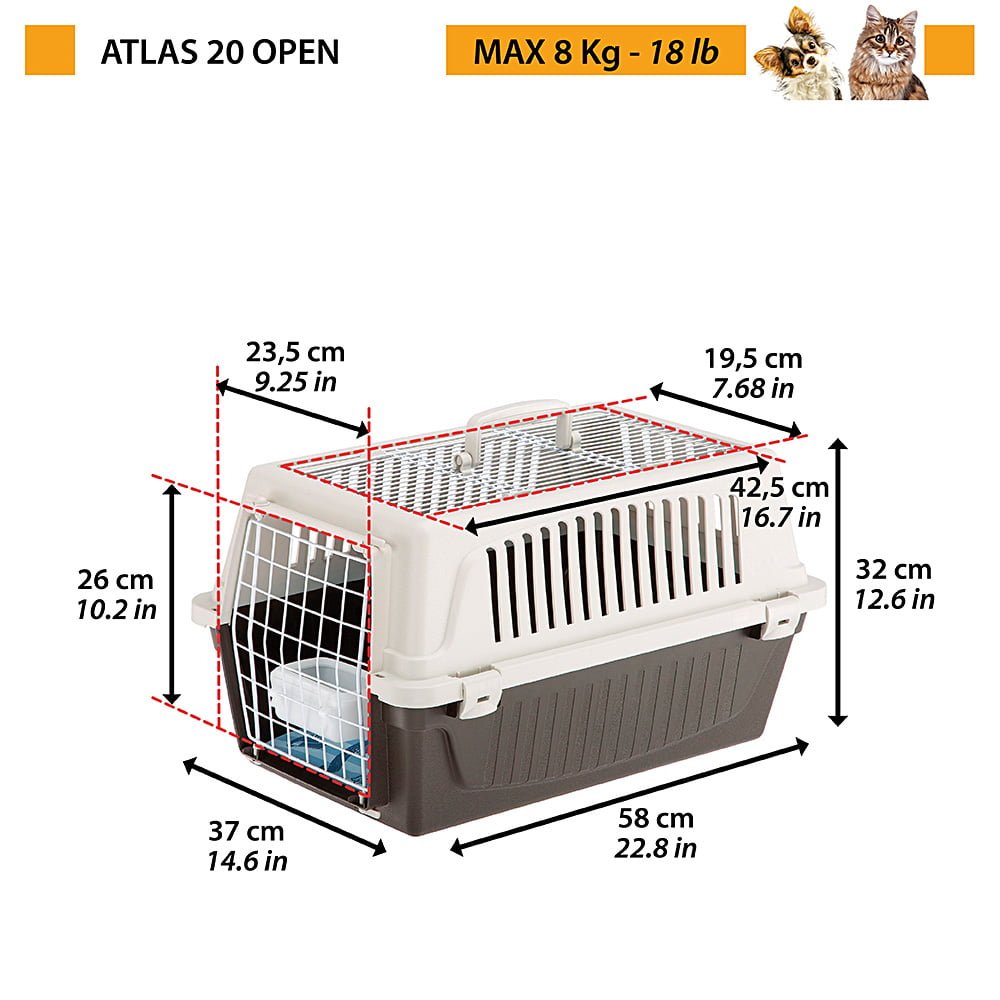 ATLAS 20 OPEN
MAX 8 Kg - 18 lb
23,5 cm
9.25 in
19,5 cm
7.68 in
42,5 cm
16.7 in
26 cm
10.2 in
32 cm
12.6 in
37 cm
14.6 in
58 cm
22.8 in